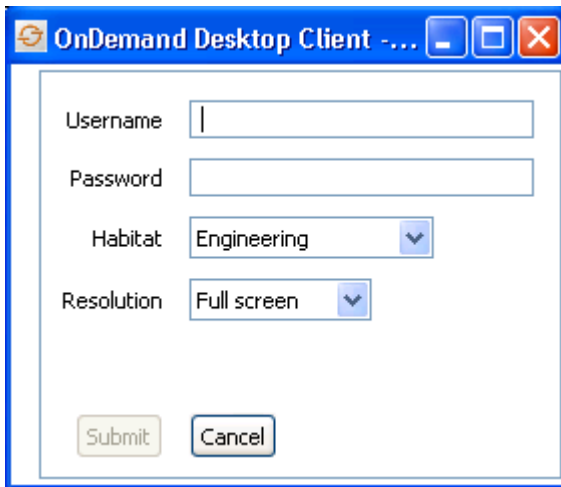 OnDemand Desktop Client -...
Username
Password
Habitat Engineering
Resolution Full screen
Submit Cancel